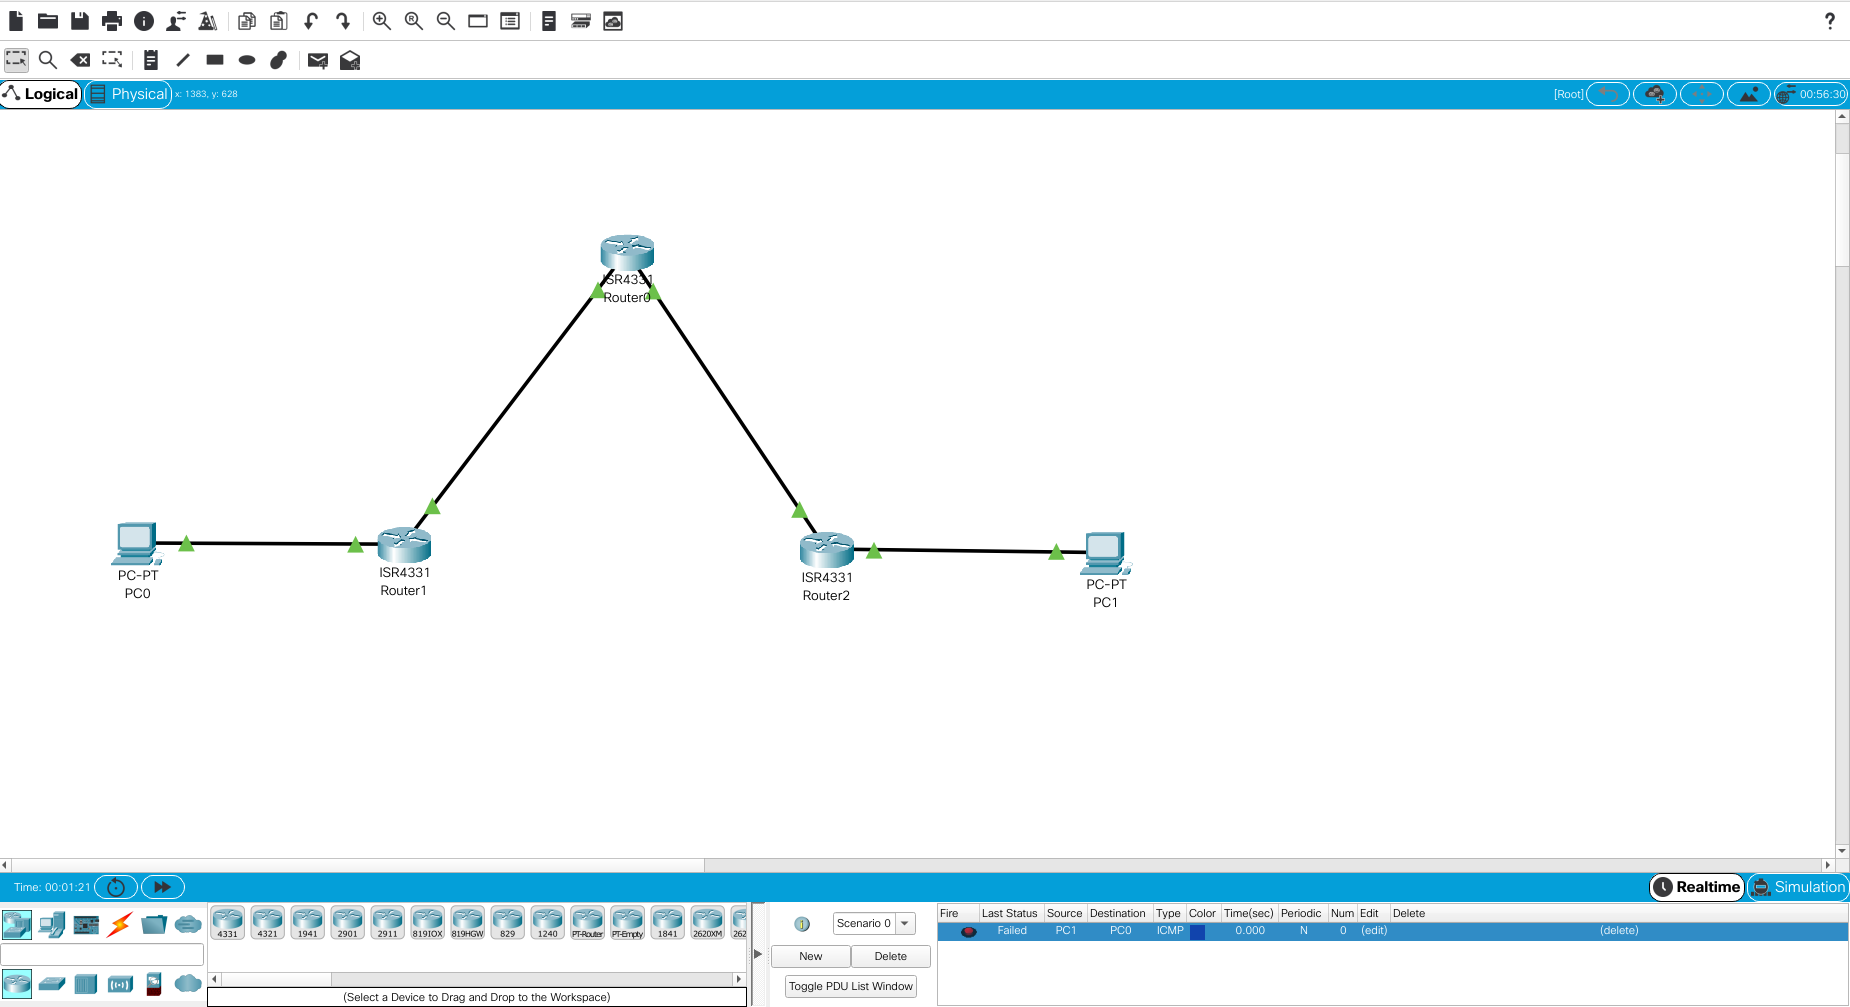 ?
Logical Physical x: 1383, y: 628 [Root] 00:56:30
ISR4331
Router0
PC-PT
PC0
ISR4331
Router1
ISR4331
Router2
PC-PT
PC1
Time: 00:01:21 Realtime Simulation
4331 4321 1941 2901 2911 819IOX 819HGW 829 1240 PT-Router PT-Empty 1841 2620XM 262
(Select a Device to Drag and Drop to the Workspace)
Scenario 0
New Delete
Toggle PDU List Window
Fire Last Status Source Destination Type Color Time(sec) Periodic Num Edit Delete
Failed PC1 PC0 ICMP 0.000 N 0 (edit) (delete)